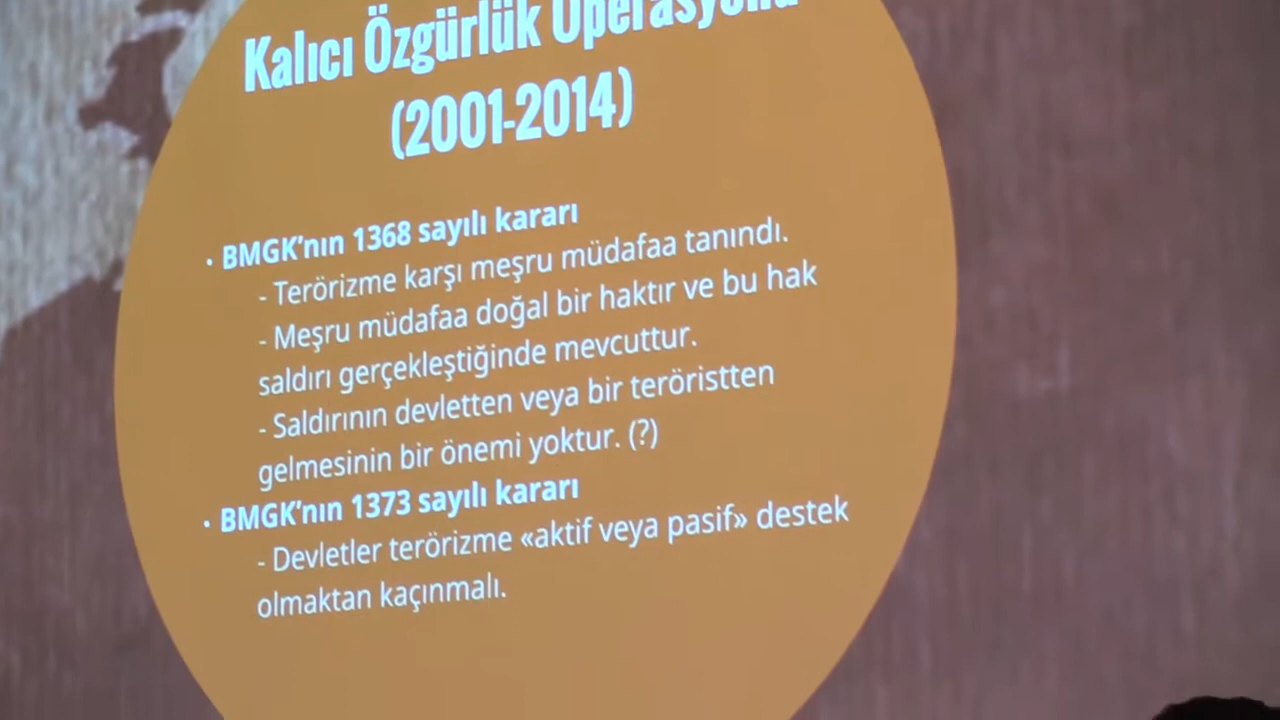 Kalıcı Özgürlük Operasyonu
(2001-2014)
• BMGK’nın 1368 sayılı kararı
- Terörizme karşı meşru müdafaa tanındı.
- Meşru müdafaa doğal bir haktır ve bu hak
saldırı gerçekleştiğinde mevcuttur.
- Saldırının devletten veya bir teröristten
gelmesinin bir önemi yoktur. (?)
• BMGK’nın 1373 sayılı kararı
- Devletler terörizme «aktif veya pasif» destek
olmaktan kaçınmalı.